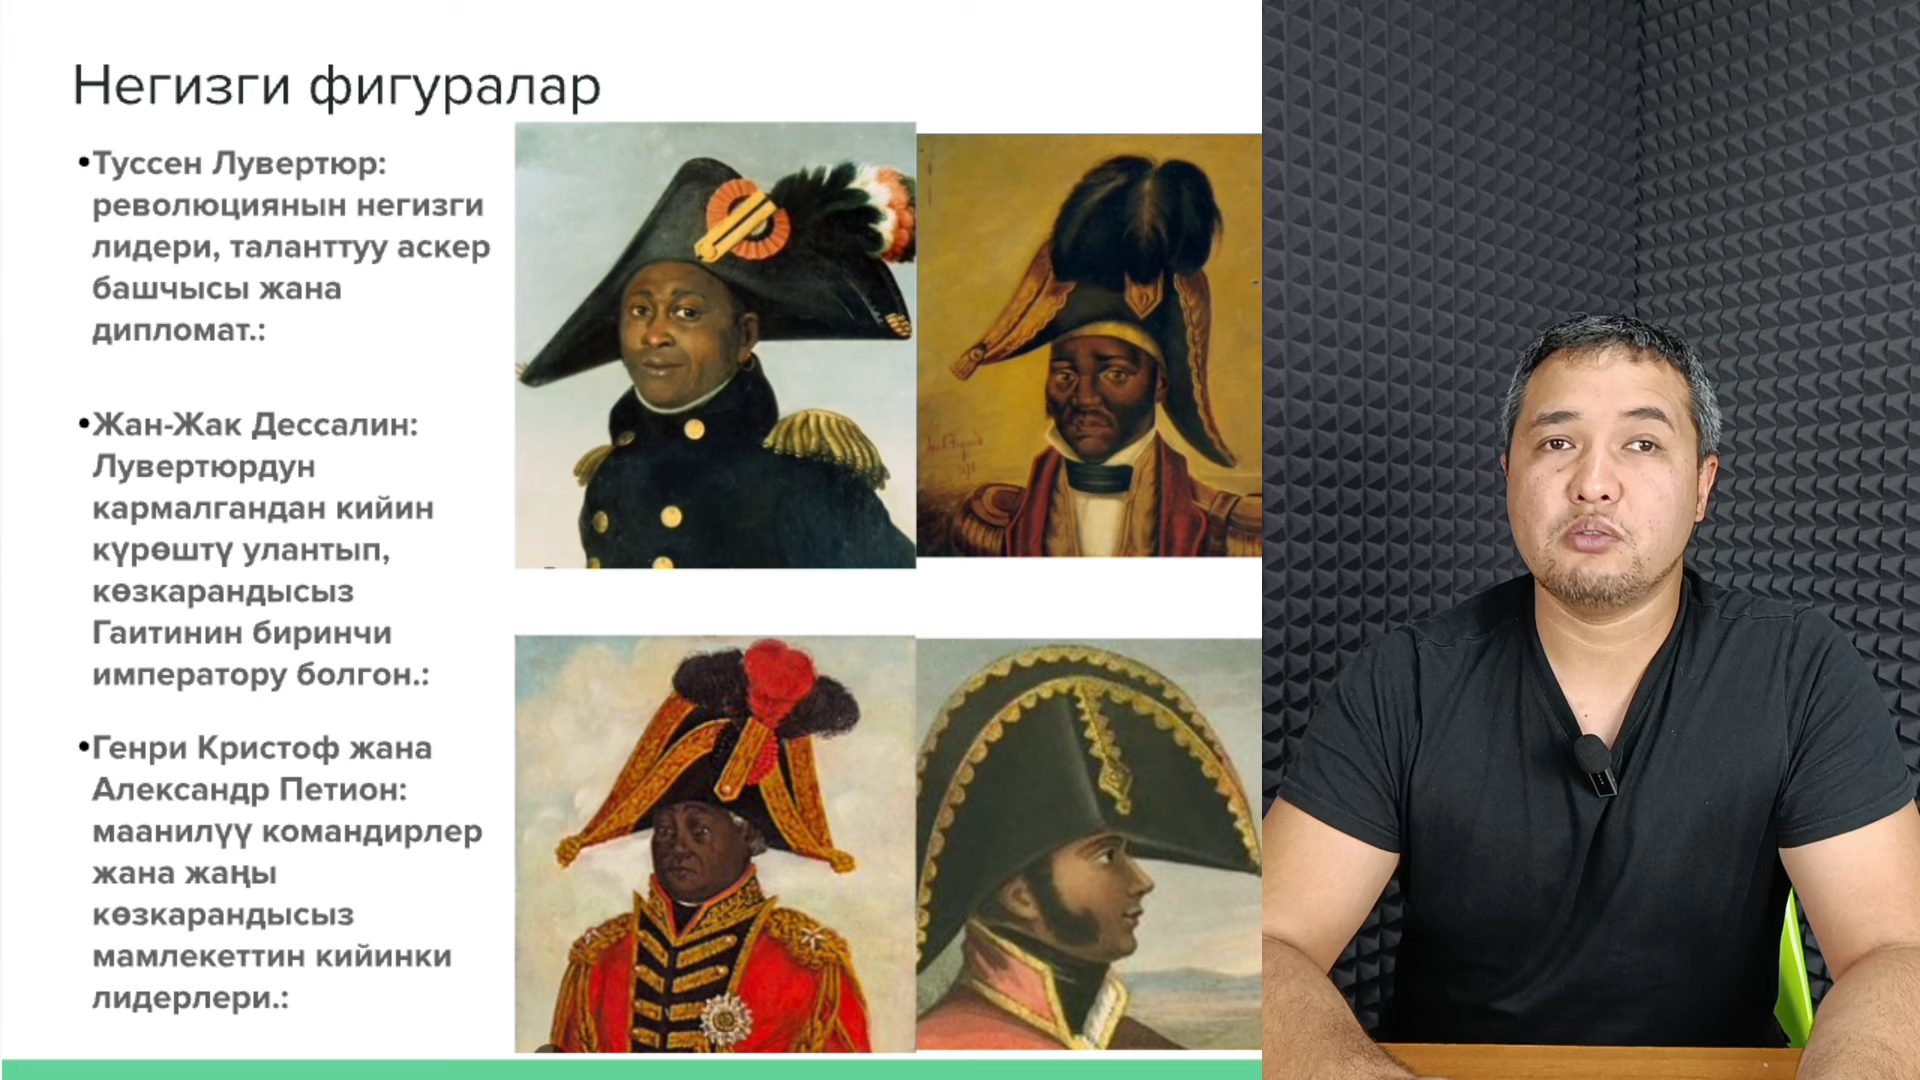 Негизги фигуралар
•Туссен Лувертюр:
революциянын негизги
лидери, таланттуу аскер
башчысы жана
дипломат.:
•Жан-Жак Дессалин:
Лувертюрдун
кармалгандан кийин
күрөштү улантып,
көзкарандысыз
Гаитинин биринчи
императору болгон.:
•Генри Кристоф жана
Александр Петион:
маанилүү командирлер
жана жаңы
көзкарандысыз
мамлекеттин кийинки
лидерлери.: